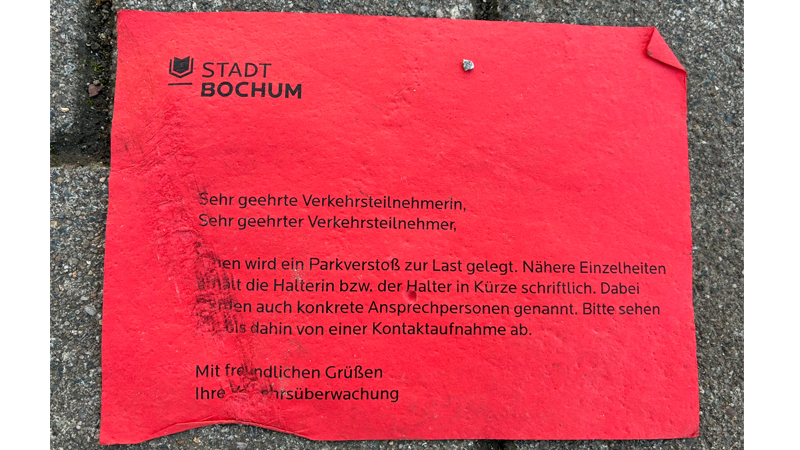 STADT
BOCHUM
Sehr geehrte Verkehrsteilnehmerin,
Sehr geehrter Verkehrsteilnehmer,
wird ein Parkverstoß zur Last gelegt. Nähere Einzelheiten
die Halterin bzw. der Halter in Kürze schriftlich. Dabei
auch konkrete Ansprechpersonen genannt. Bitte sehen
dahin von einer Kontaktaufnahme ab.
Mit freundlichen Grüßen
Ihre